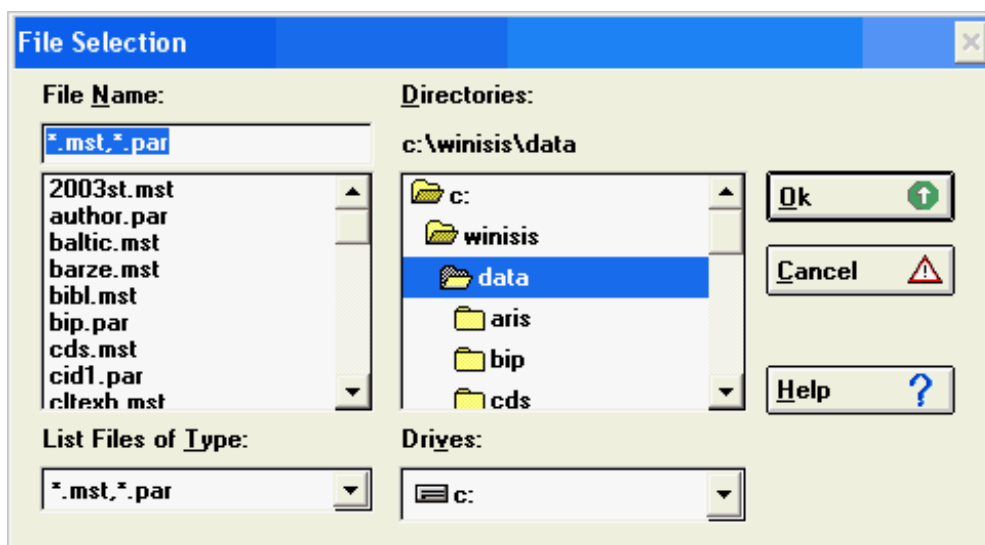 File Selection
File Name:
*.mst,*.par
2003st.mst
author.par
baltic.mst
barze.mst
bibl.mst
bip.par
cds.mst
cid1.par
cltexh.mst
List Files of Type:
*.mst,*.par
Directories:
c:\winisis\data
c:
winisis
data
aris
bip
cds
Drives:
c:
Ok
Cancel
Help